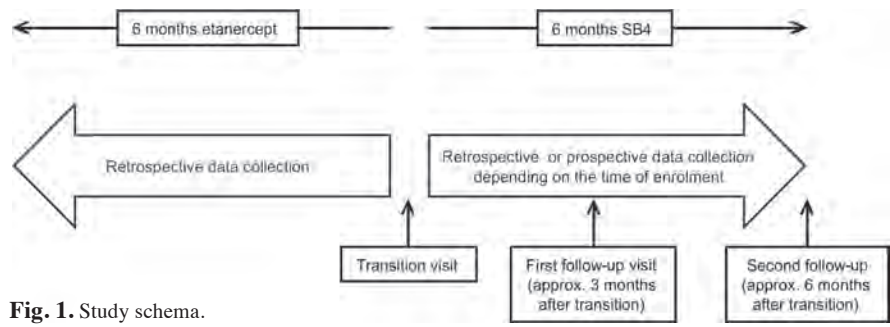 6 months etanercept
6 months SB4
Retrospective data collection
Retrospective or prospective data collection
depending on the time of enrolment
Transition visit
First follow-up visit
(approx. 3 months
after transition)
Second follow-up
(approx. 6 months
after transition)
Fig. 1. Study schema.